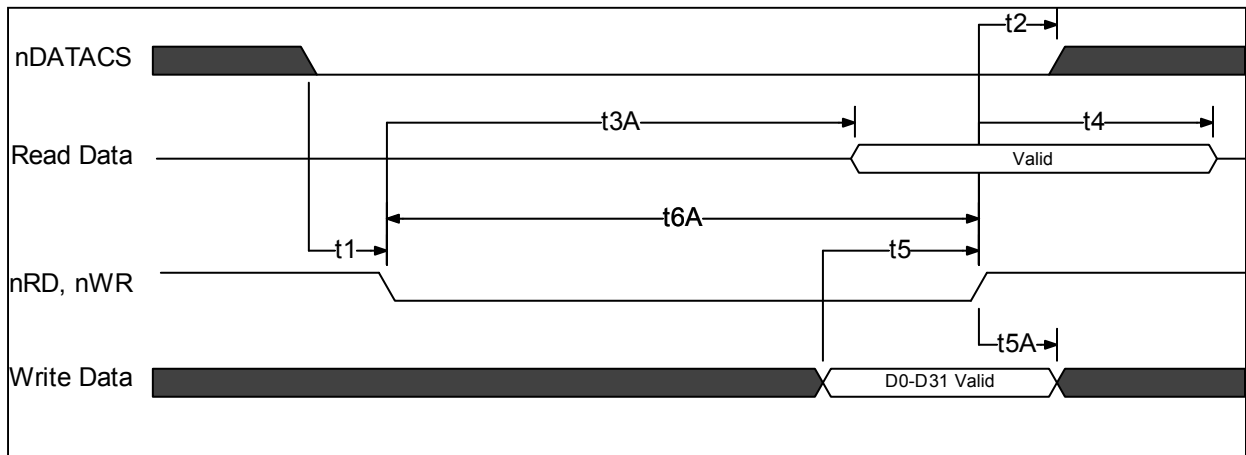 t2
nDATACS
t3A
t4
Read Data
Valid
t6A
t1
t5
nRD, nWR
t5A
Write Data
D0-D31 Valid